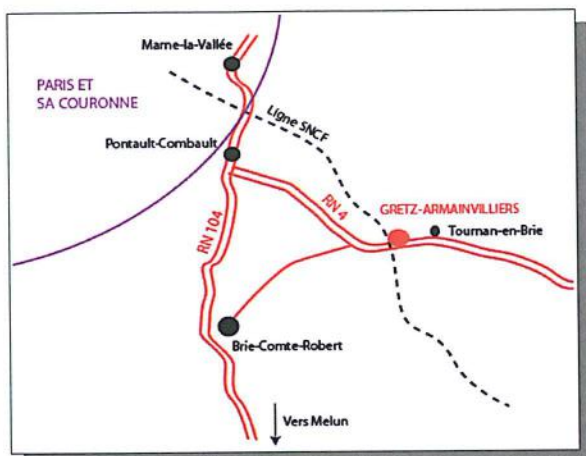 Marne-la-Vallée
PARIS ET
SA COURONNE
Ligne SNCF
Pontault-Combault
RN 4
GRETZ-ARMAINVILLIERS
Tournan-en-Brie
RN 104
Brie-Comte-Robert
Vers Melun